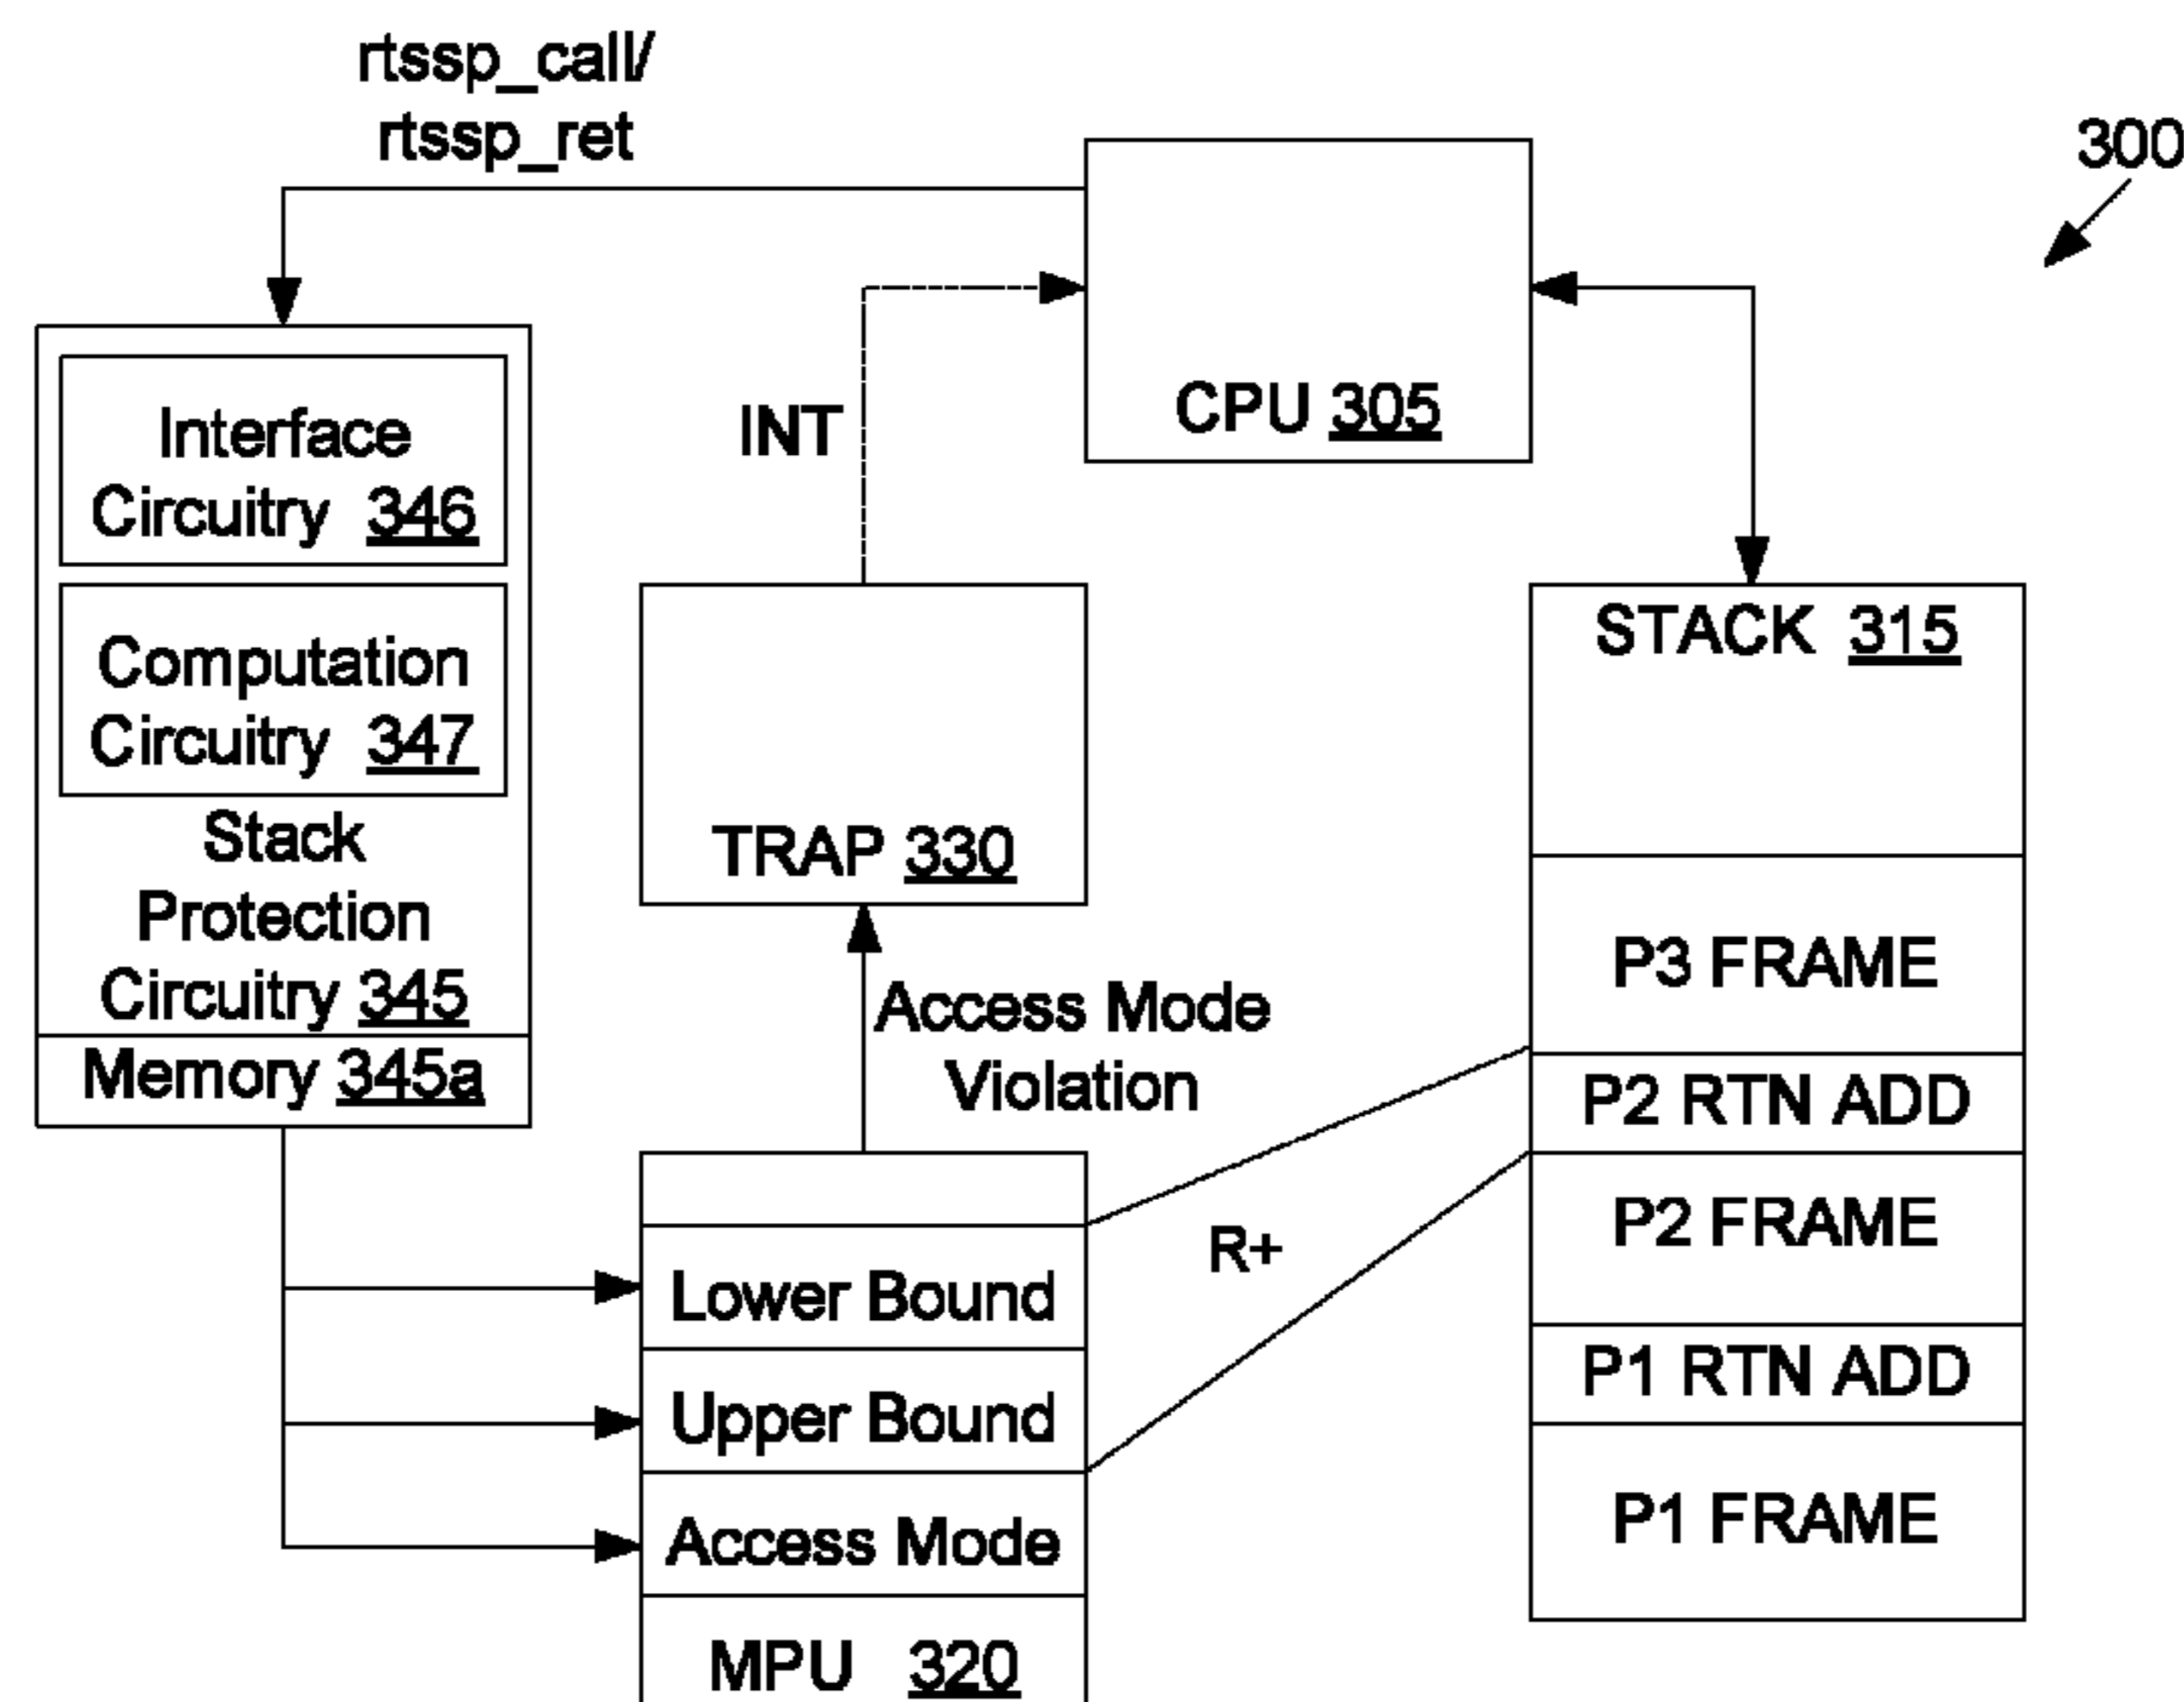 rtssp_call/
rtssp_ret
300
CPU 305
INT
Interface
Circuitry 346
Computation
Circuitry 347
Stack
Protection
Circuitry 345
Memory 345a
TRAP 330
Access Mode
Violation
STACK 315
P3 FRAME
P2 RTN ADD
P2 FRAME
P1 RTN ADD
P1 FRAME
R+
Lower Bound
Upper Bound
Access Mode
MPU 320